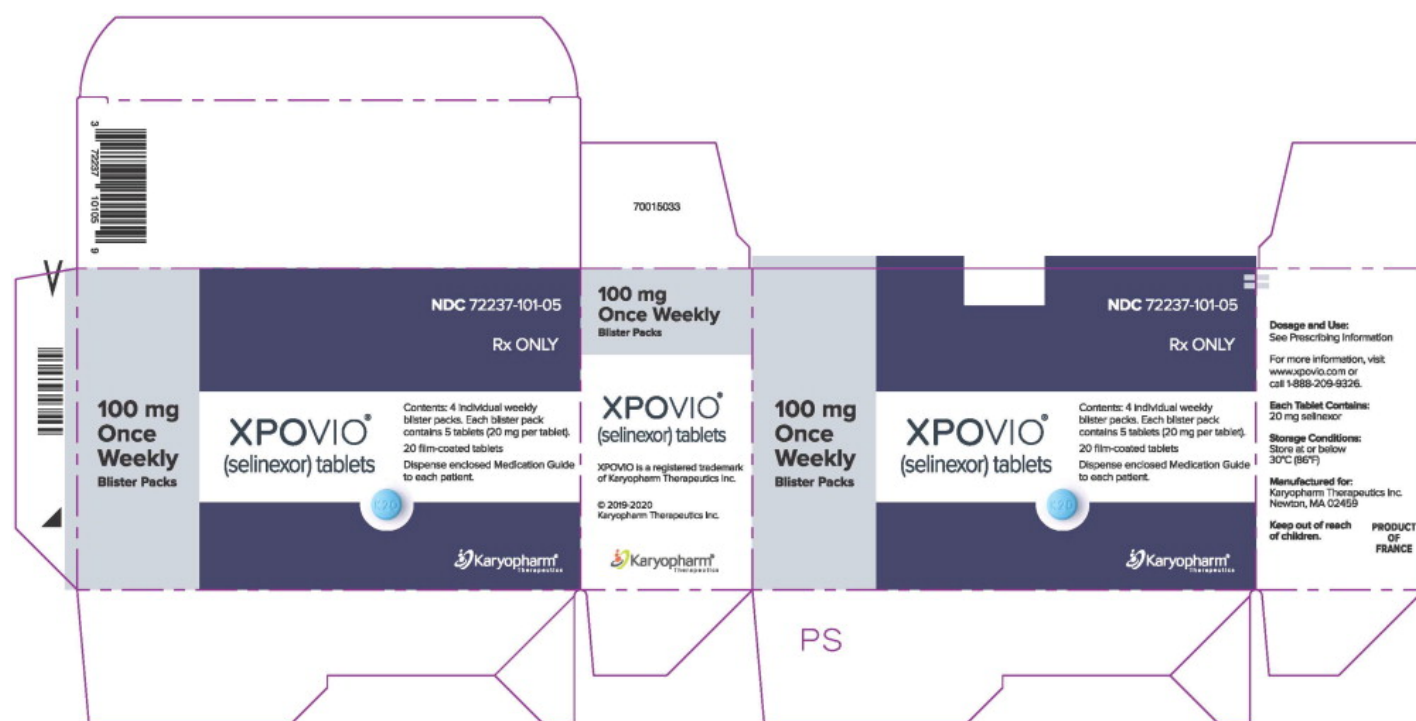 3 72237 10105 9
70015033
100 mg
Once
Weekly
Blister Packs
NDC 72237-101-05
Rx ONLY
XPOVIO®
(selinexor) tablets
Contents: 4 individual weekly
blister packs. Each blister pack
contains 5 tablets (20 mg per tablet).
20 film-coated tablets
Dispense enclosed Medication Guide
to each patient.
K20
Karyopharm®
Therapeutics
100 mg
Once Weekly
Blister Packs
XPOVIO®
(selinexor) tablets
XPOVIO is a registered trademark
of Karyopharm Therapeutics Inc.
© 2019-2020
Karyopharm Therapeutics Inc.
Karyopharm®
Therapeutics
100 mg
Once
Weekly
Blister Packs
NDC 72237-101-05
Rx ONLY
XPOVIO®
(selinexor) tablets
Contents: 4 individual weekly
blister packs. Each blister pack
contains 5 tablets (20 mg per tablet).
20 film-coated tablets
Dispense enclosed Medication Guide
to each patient.
K20
Karyopharm®
Therapeutics
Dosage and Use:
See Prescribing Information
For more information, visit
www.xpovio.com or
call 1-888-209-9326.
Each Tablet Contains:
20 mg selinexor
Storage Conditions:
Store at or below
30°C (86°F)
Manufactured for:
Karyopharm Therapeutics Inc.
Newton, MA 02459
Keep out of reach
of children.
PRODUCT
OF
FRANCE
PS